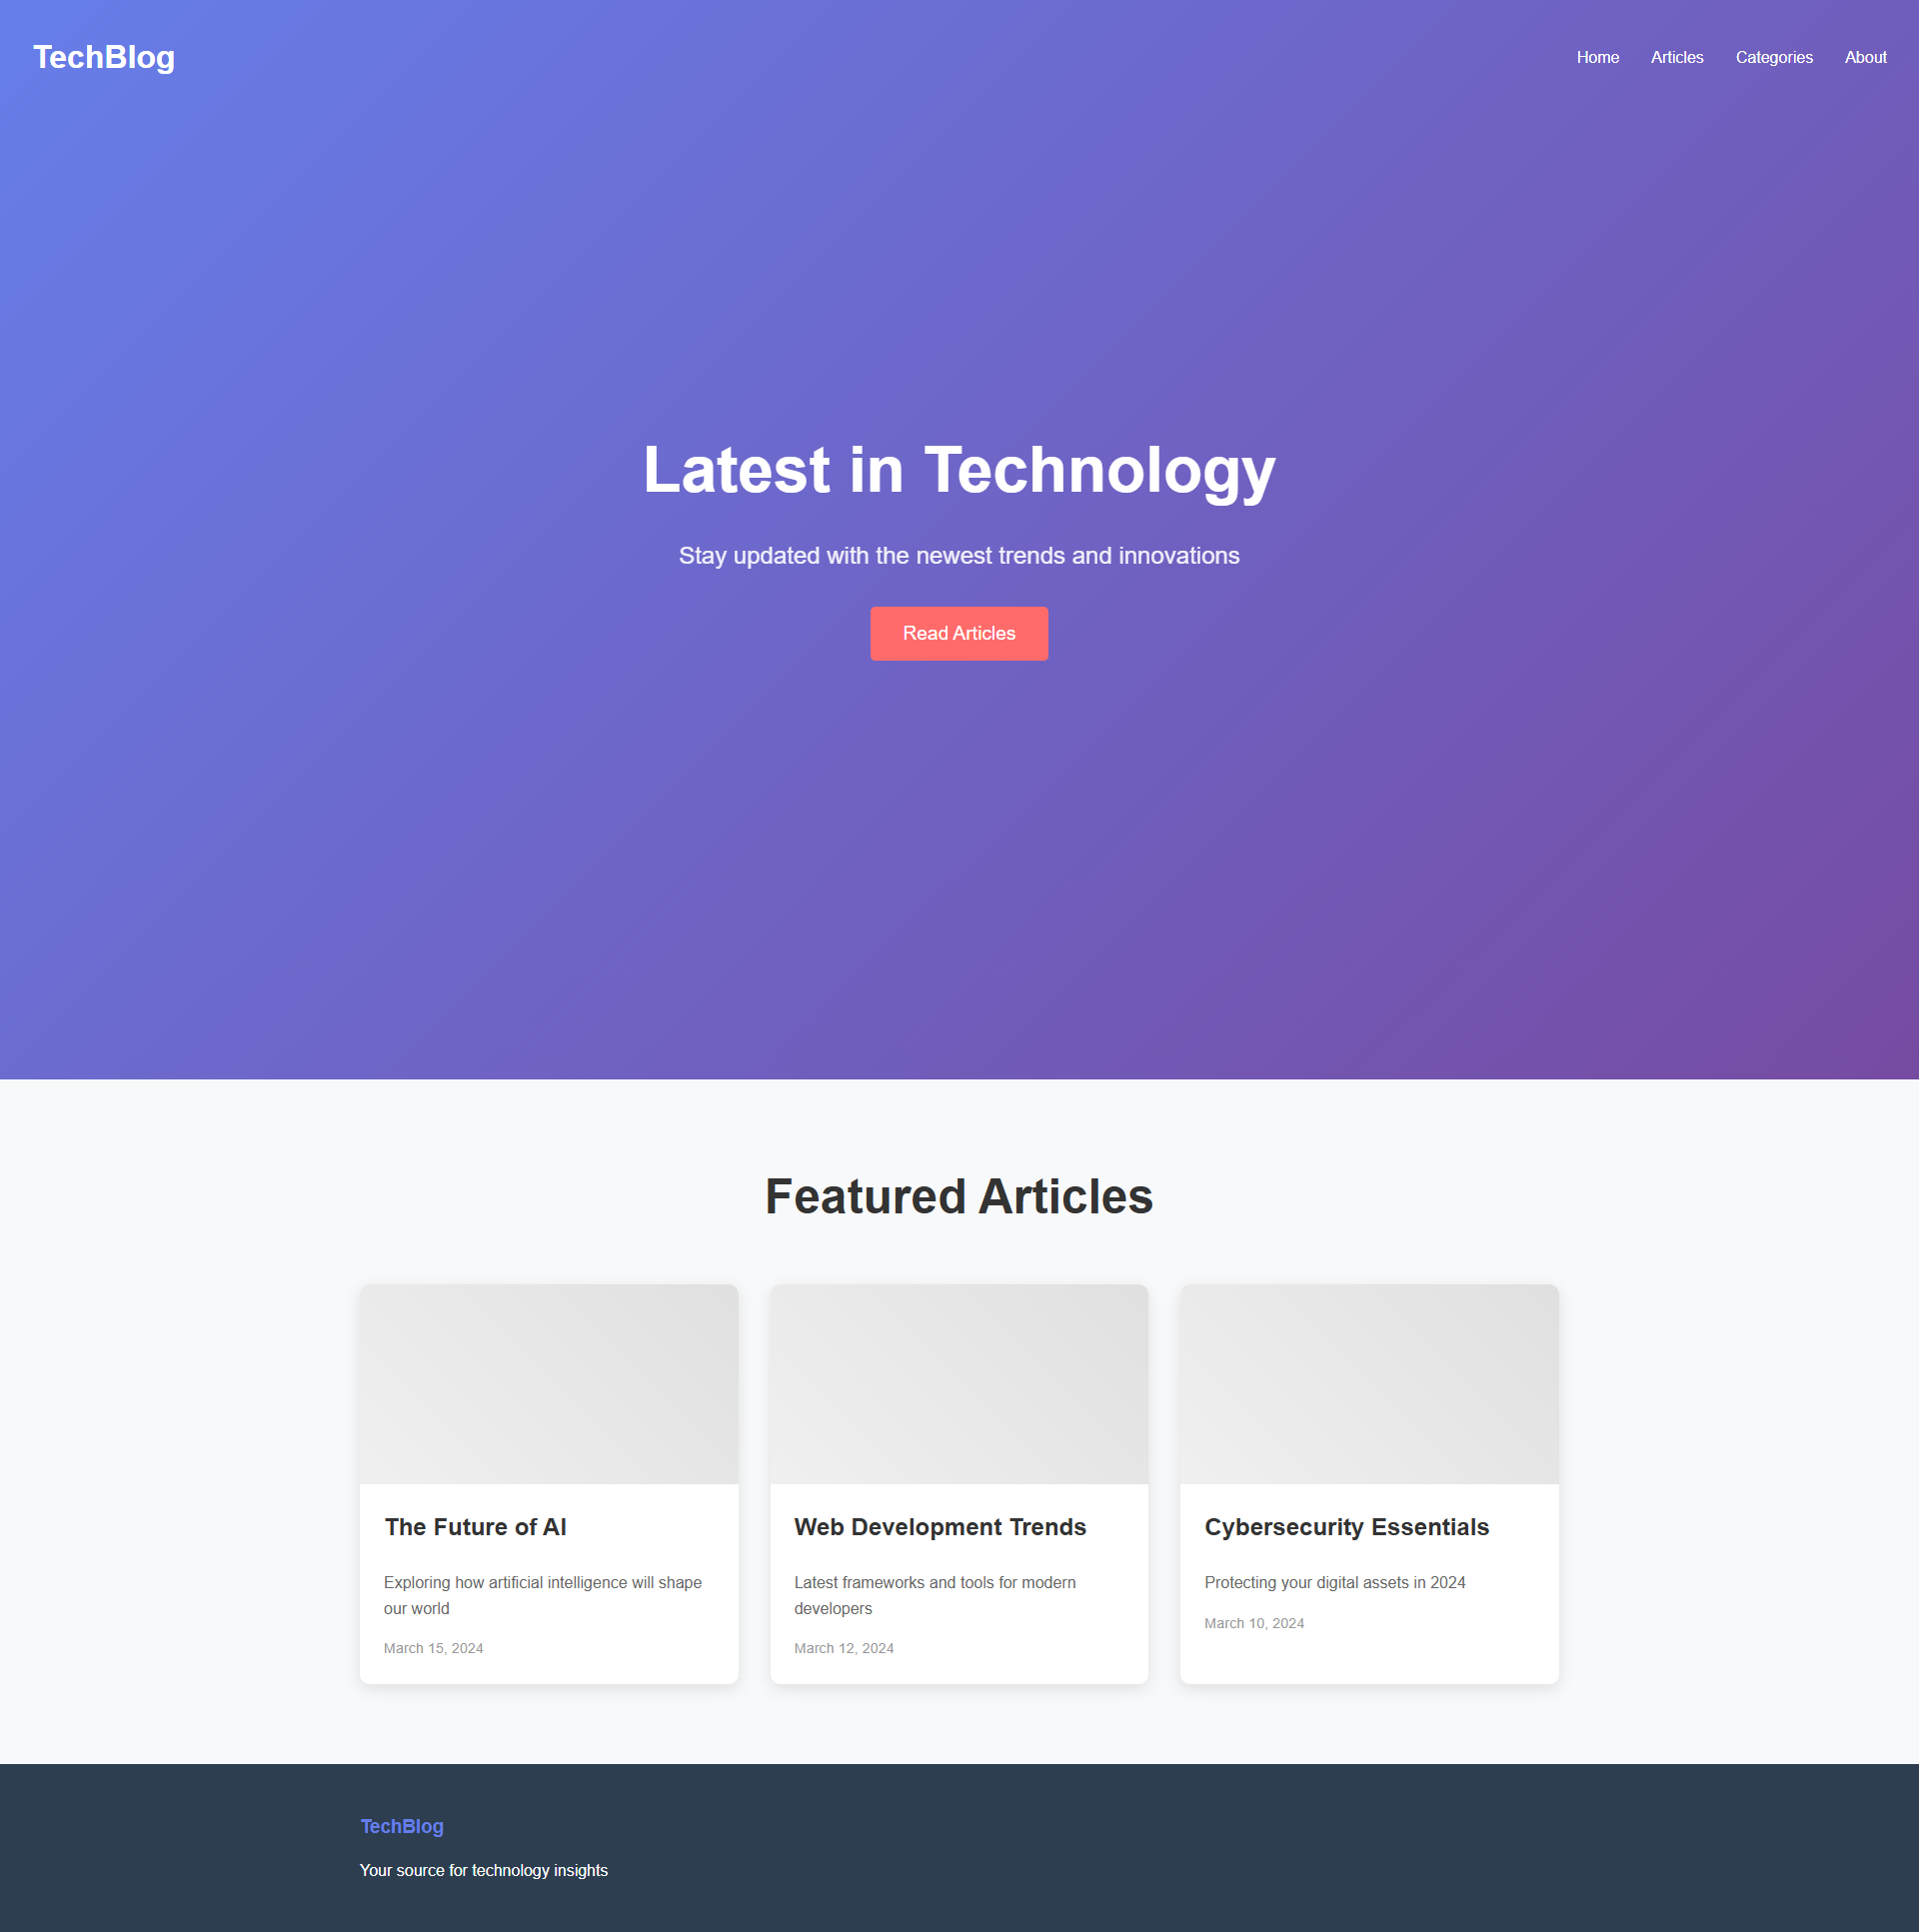 TechBlog
Home Articles Categories About
Latest in Technology
Stay updated with the newest trends and innovations
Read Articles
Featured Articles
The Future of AI
Exploring how artificial intelligence will shape
our world
March 15, 2024
Web Development Trends
Latest frameworks and tools for modern
developers
March 12, 2024
Cybersecurity Essentials
Protecting your digital assets in 2024
March 10, 2024
TechBlog
Your source for technology insights